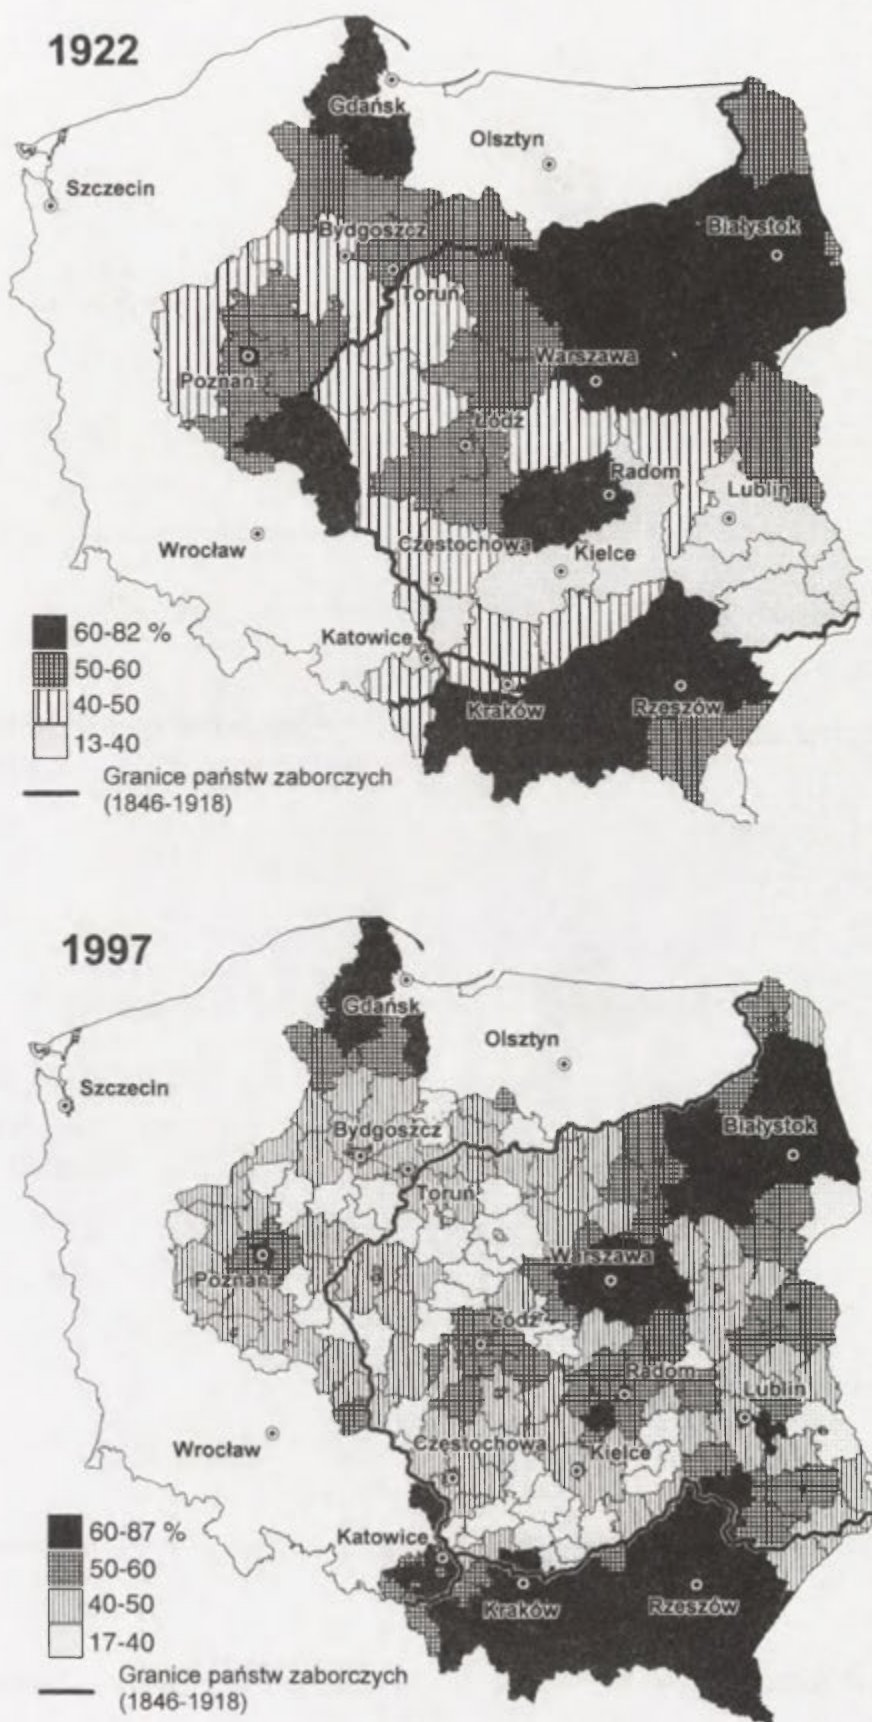 1922
Gdańsk
Olsztyn
Szczecin
Białystok
Bydgoszcz
Toruń
Warszawa
Poznań
Łódź
Radom
Lublin
Wrocław
Częstochowa
Kielce
60-82 %
Katowice
50-60
40-50
Kraków
Rzeszów
13-40
Granice państw zaborczych
(1846-1918)
1997
Gdańsk
Olsztyn
Szczecin
Białystok
Bydgoszcz
Toruń
Warszawa
Poznań
Łódź
Radom
Lublin
Wrocław
Częstochowa
Kielce
60-87 %
Katowice
50-60
40-50
Kraków
Rzeszów
17-40
Granice państw zaborczych
(1846-1918)